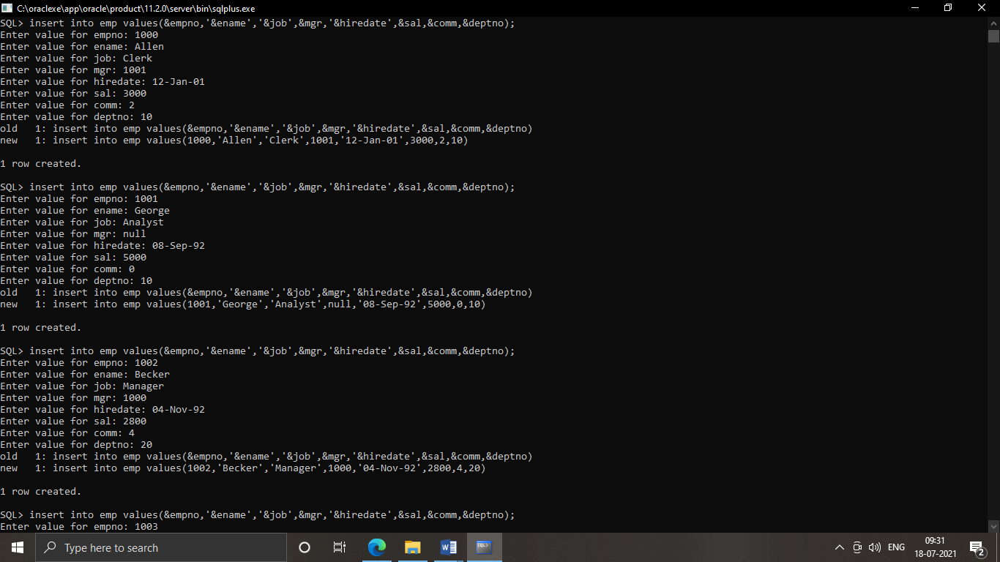 C:\oraclexe\app\oracle\product\11.2.0\server\bin\sqlplus.exe
SQL> insert into emp values(&empno,'&ename','&job',&mgr,'&hiredate',&sal,&comm,&deptno);
Enter value for empno: 1000
Enter value for ename: Allen
Enter value for job: Clerk
Enter value for mgr: 1001
Enter value for hiredate: 12-Jan-01
Enter value for sal: 3000
Enter value for comm: 2
Enter value for deptno: 10
old   1: insert into emp values(&empno,'&ename','&job',&mgr,'&hiredate',&sal,&comm,&deptno)
new   1: insert into emp values(1000,'Allen','Clerk',1001,'12-Jan-01',3000,2,10)
1 row created.
SQL> insert into emp values(&empno,'&ename','&job',&mgr,'&hiredate',&sal,&comm,&deptno);
Enter value for empno: 1001
Enter value for ename: George
Enter value for job: Analyst
Enter value for mgr: null
Enter value for hiredate: 08-Sep-92
Enter value for sal: 5000
Enter value for comm: 0
Enter value for deptno: 10
old   1: insert into emp values(&empno,'&ename','&job',&mgr,'&hiredate',&sal,&comm,&deptno)
new   1: insert into emp values(1001,'George','Analyst',null,'08-Sep-92',5000,0,10)
1 row created.
SQL> insert into emp values(&empno,'&ename','&job',&mgr,'&hiredate',&sal,&comm,&deptno);
Enter value for empno: 1002
Enter value for ename: Becker
Enter value for job: Manager
Enter value for mgr: 1000
Enter value for hiredate: 04-Nov-92
Enter value for sal: 2800
Enter value for comm: 4
Enter value for deptno: 20
old   1: insert into emp values(&empno,'&ename','&job',&mgr,'&hiredate',&sal,&comm,&deptno)
new   1: insert into emp values(1002,'Becker','Manager',1000,'04-Nov-92',2800,4,20)
1 row created.
SQL> insert into emp values(&empno,'&ename','&job',&mgr,'&hiredate',&sal,&comm,&deptno);
Enter value for empno: 1003
Type here to search
ENG
09:31
18-07-2021
2